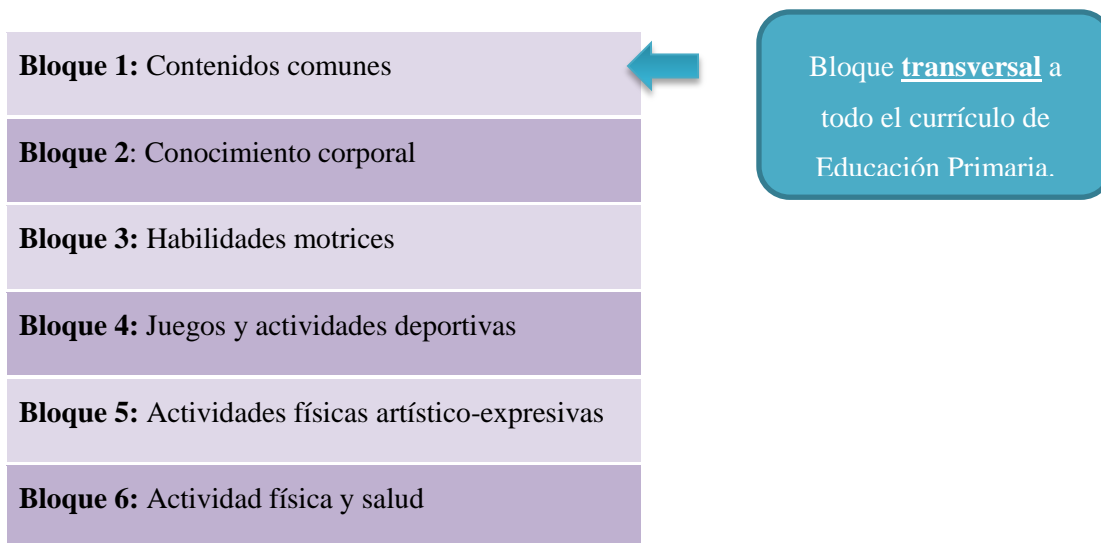 Bloque 1: Contenidos comunes
Bloque 2: Conocimiento corporal
Bloque 3: Habilidades motrices
Bloque 4: Juegos y actividades deportivas
Bloque 5: Actividades físicas artístico-expresivas
Bloque 6: Actividad física y salud
Bloque transversal a
todo el currículo de
Educación Primaria.